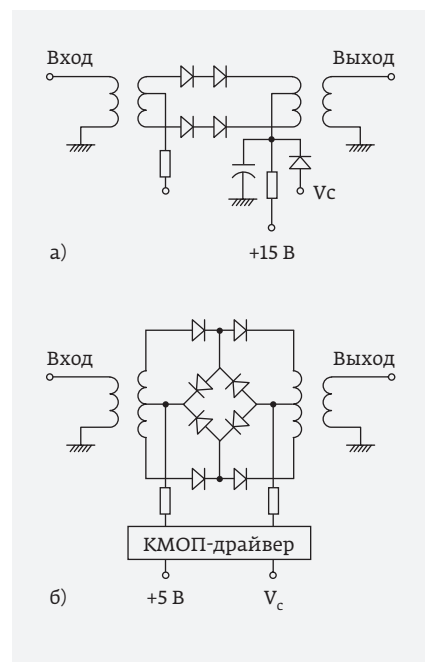 Вход Выход
Vc
а) +15 В
Вход Выход
КМОП-драйвер
б) +5 В Vc